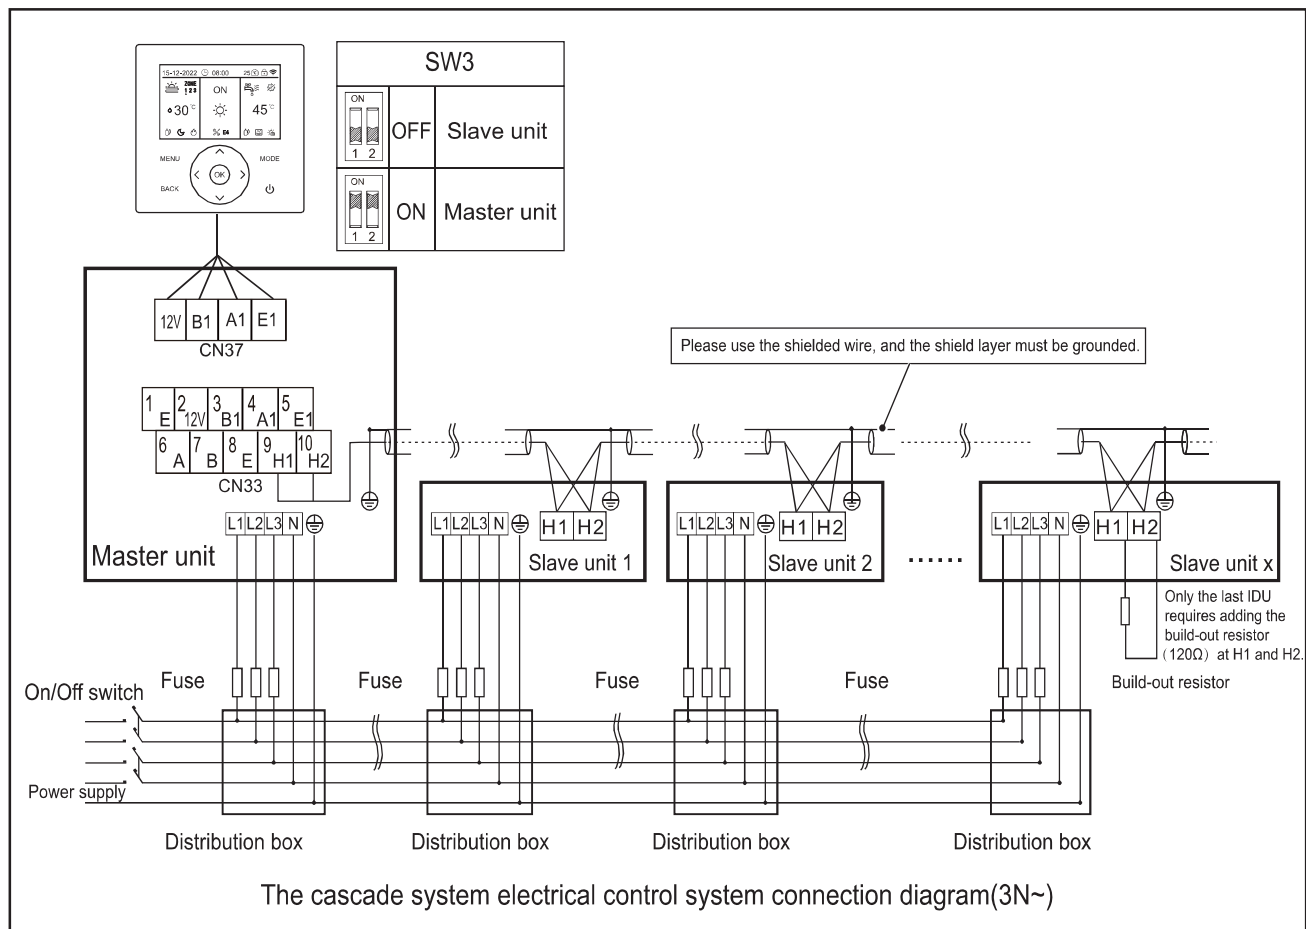 15-12-2022 08:00 25
ZONE
1 2 3
ON
30 °C
45 °C
E4
MENU
MODE
OK
BACK
SW3
ON
1 2
OFF
Slave unit
ON
1 2
ON
Master unit
12V B1 A1 E1
CN37
Please use the shielded wire, and the shield layer must be grounded.
1 E 2 12V 3 B1 4 A1 5 E1
6 A 7 B 8 E 9 H1 10 H2
CN33
L1 L2 L3 N
Master unit
L1 L2 L3 N
H1 H2
Slave unit 1
L1 L2 L3 N
H1 H2
Slave unit 2
......
L1 L2 L3 N
H1 H2
Slave unit x
Only the last IDU
requires adding the
build-out resistor
(120Ω) at H1 and H2.
Build-out resistor
Fuse
Fuse
Fuse
Fuse
On/Off switch
Power supply
Distribution box
Distribution box
Distribution box
Distribution box
The cascade system electrical control system connection diagram(3N~)